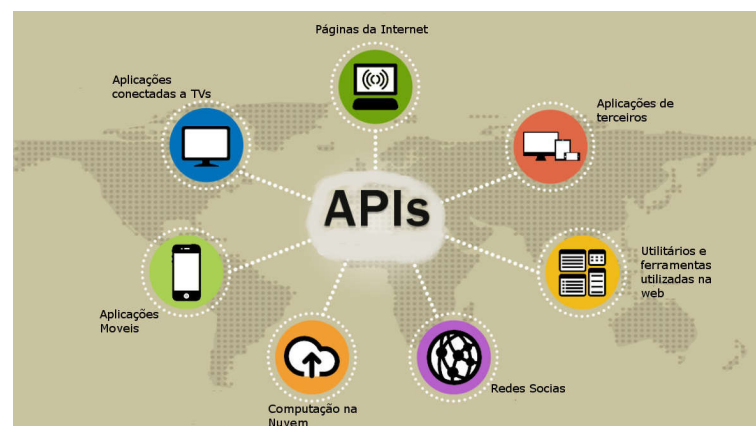 Páginas da Internet
Aplicações
conectadas a TVs
Aplicações de
terceiros
APIs
Utilitários e
ferramentas
utilizadas na
web
Aplicações
Moveis
Redes Socias
Computação na
Nuvem